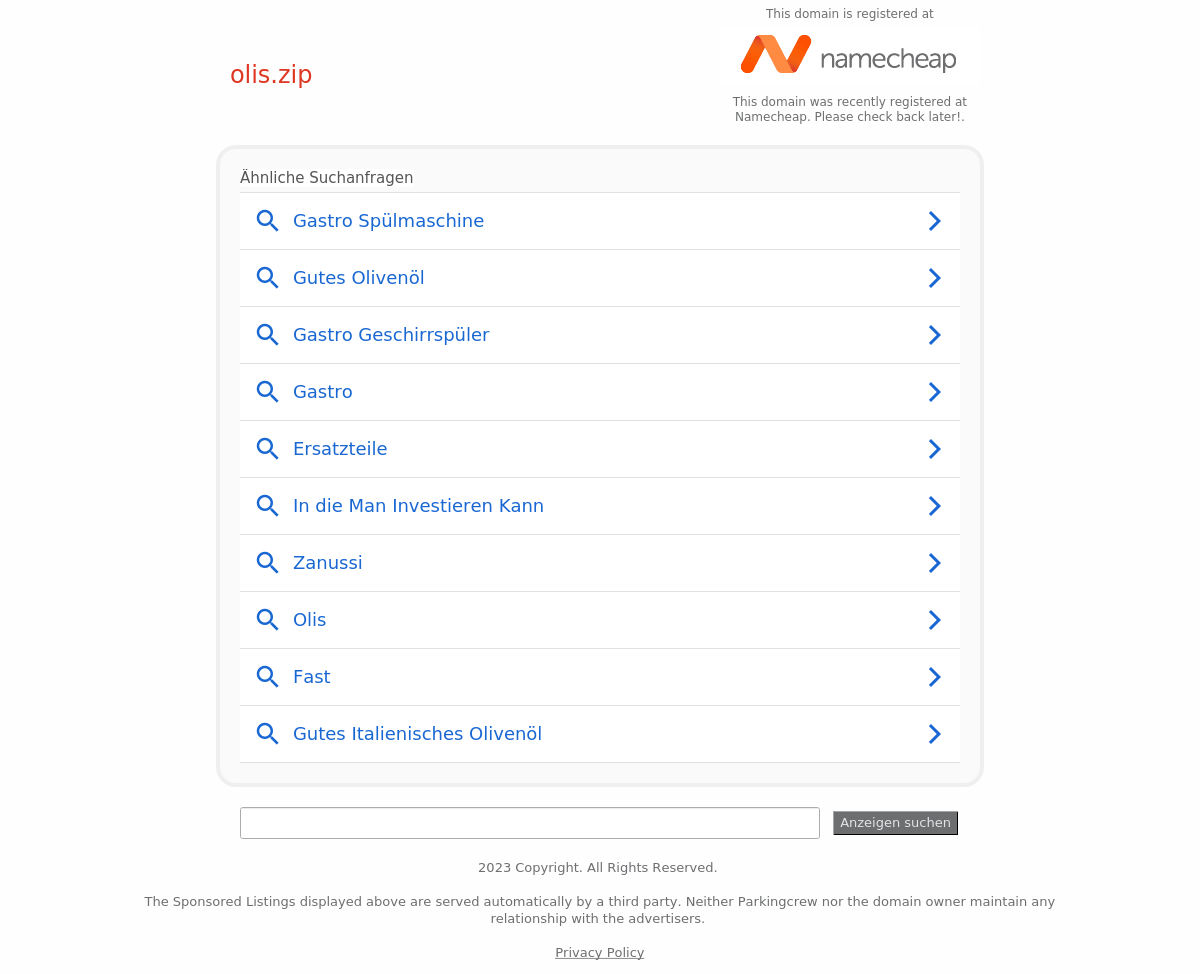 This domain is registered at
namecheap
olis.zip
This domain was recently registered at
Namecheap. Please check back later!.
Ähnliche Suchanfragen
Gastro Spülmaschine
Gutes Olivenöl
Gastro Geschirrspüler
Gastro
Ersatzteile
In die Man Investieren Kann
Zanussi
Olis
Fast
Gutes Italienisches Olivenöl
Anzeigen suchen
2023 Copyright. All Rights Reserved.
The Sponsored Listings displayed above are served automatically by a third party. Neither Parkingcrew nor the domain owner maintain any
relationship with the advertisers.
Privacy Policy